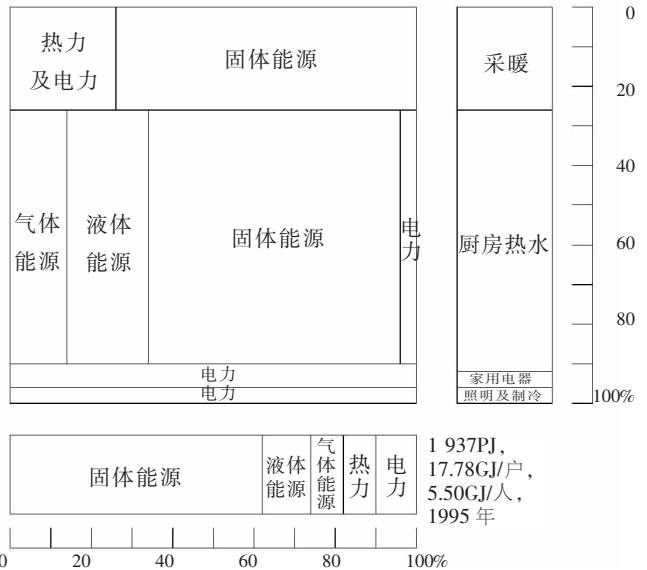 热力
及电力
固体能源
采暖
0
20
40
60
80
100%
气体
能源
液体
能源
固体能源
电
力
厨房热水
电力
电力
家用电器
照明及制冷
固体能源
液体
能源
气
体
能
源
热
力
电
力
1 937PJ,
17.78GJ/户,
5.50GJ/人,
1995 年
0
20
40
60
80
100%